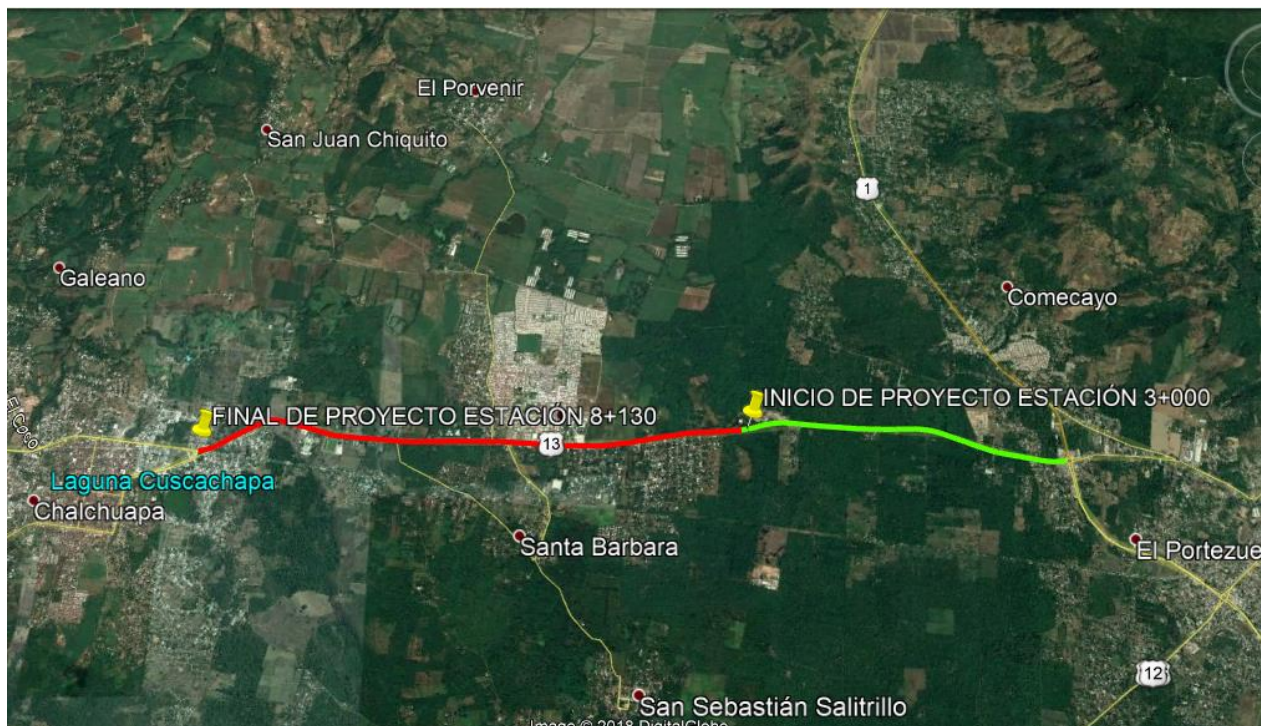 El Porvenir
San Juan Chiquito
1
Galeano
Comecayo
INICIO DE PROYECTO ESTACIÓN 3+000
FINAL DE PROYECTO ESTACIÓN 8+130
El Coco
13
Laguna Cuscachapa
Chalchuapa
Santa Barbara
El Portezue
12
San Sebastián Salitrillo
Image © 2018 DigitalGlobe